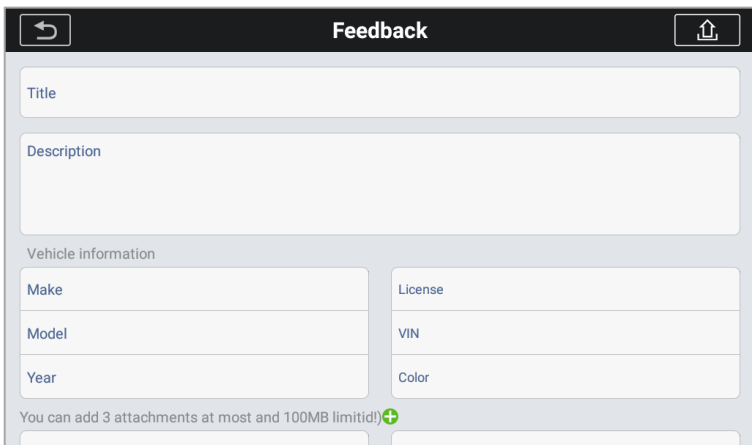 Feedback
Title
Description
Vehicle information
Make
License
Model
VIN
Year
Color
You can add 3 attachments at most and 100MB limitid!)